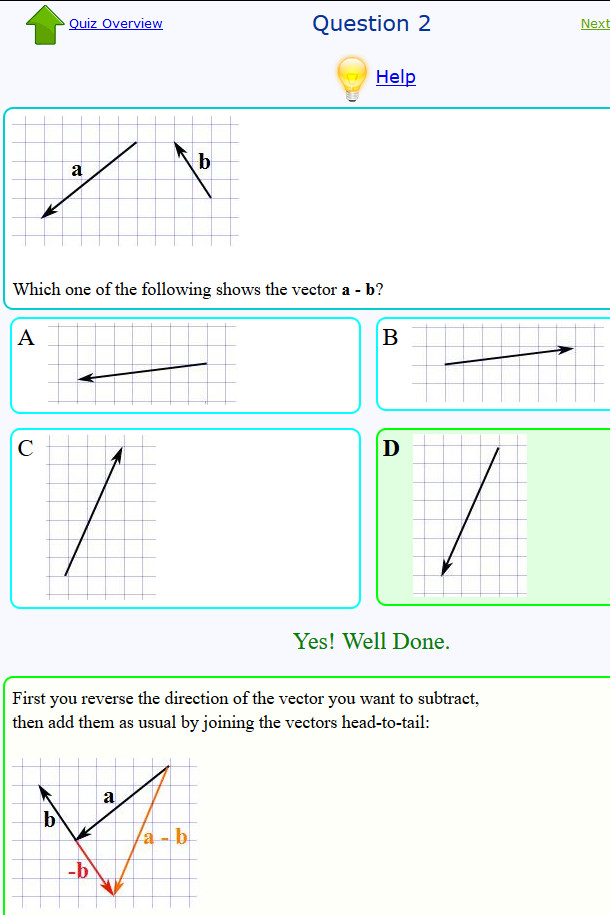 Quiz Overview
Question 2
Next
Help
a
b
Which one of the following shows the vector a - b?
A
B
C
D
Yes! Well Done.
First you reverse the direction of the vector you want to subtract,
then add them as usual by joining the vectors head-to-tail:
a
b
a - b
-b